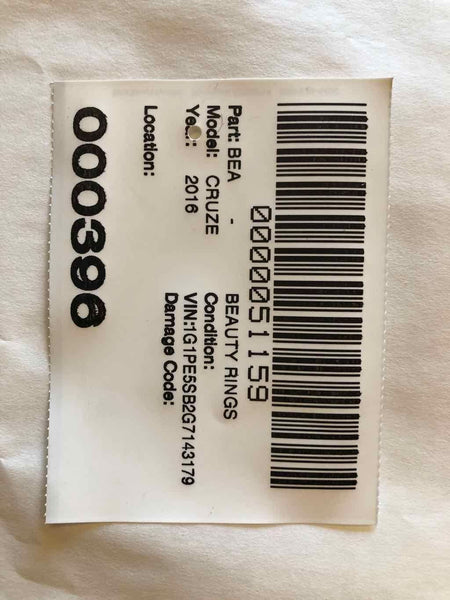 0000051159
Part: BEA - BEAUTY RINGS
Model: CRUZE Condition:
Year: 2016 VIN:1G1PE5SB2G7143179
Damage Code:
Location:
000396